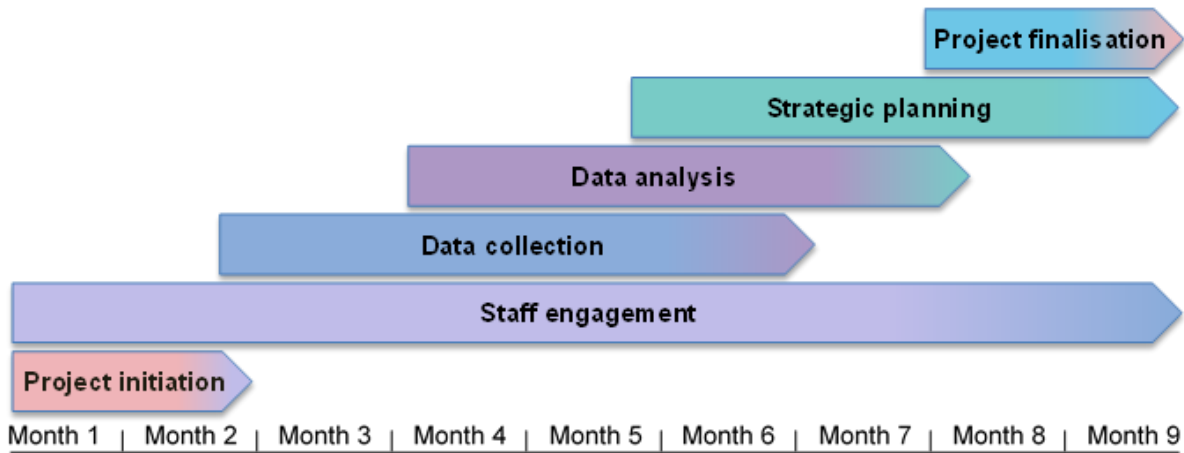 Project finalisation
Strategic planning
Data analysis
Data collection
Staff engagement
Project initiation
Month 1 | Month 2 | Month 3 | Month 4 | Month 5 | Month 6 | Month 7 | Month 8 | Month 9